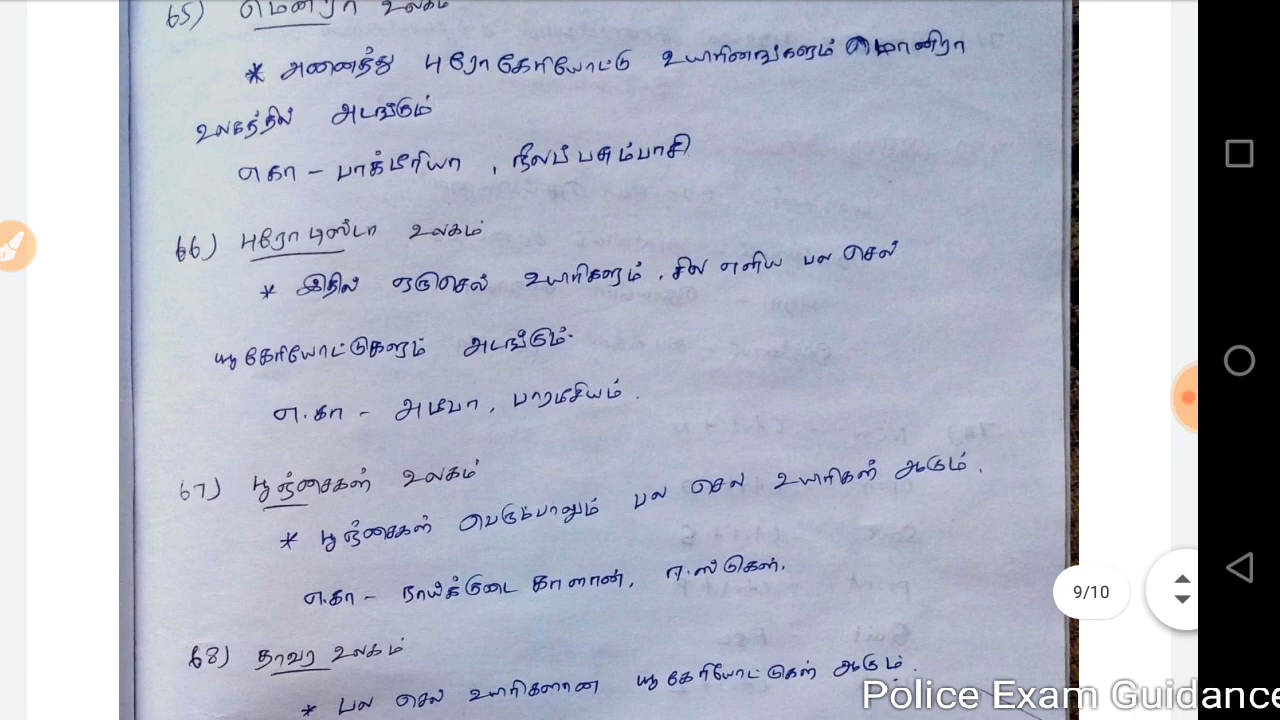 65) மொனிரா உலகம்
* அனைத்து புரோகேரியோட்டு உயிரினங்களும் மொனிரா
உலகத்தில் அடங்கும்
எ.கா - பாக்டீரியா , நீலப் பசும்பாசி
66) புரோடிஸ்டா உலகம்
* இதில் ஒருசெல் உயிரிகளும் , சில எளிய பல செல்
யூகேரியோட்டுகளும் அடங்கும்.
எ.கா - அமீபா , பாரமீசியம் .
67) பூஞ்சைகள் உலகம்
* பூஞ்சைகள் பெரும்பாலும் பல செல் உயிரிகள் ஆகும் .
எ.கா - நாய்க்குடை காளான் , ஈஸ்டுகள்.
9/10
68) தாவர உலகம்
* பல செல் உயிரிகளான யூகேரியோட்டுகள் ஆகும் .
Police Exam Guidance